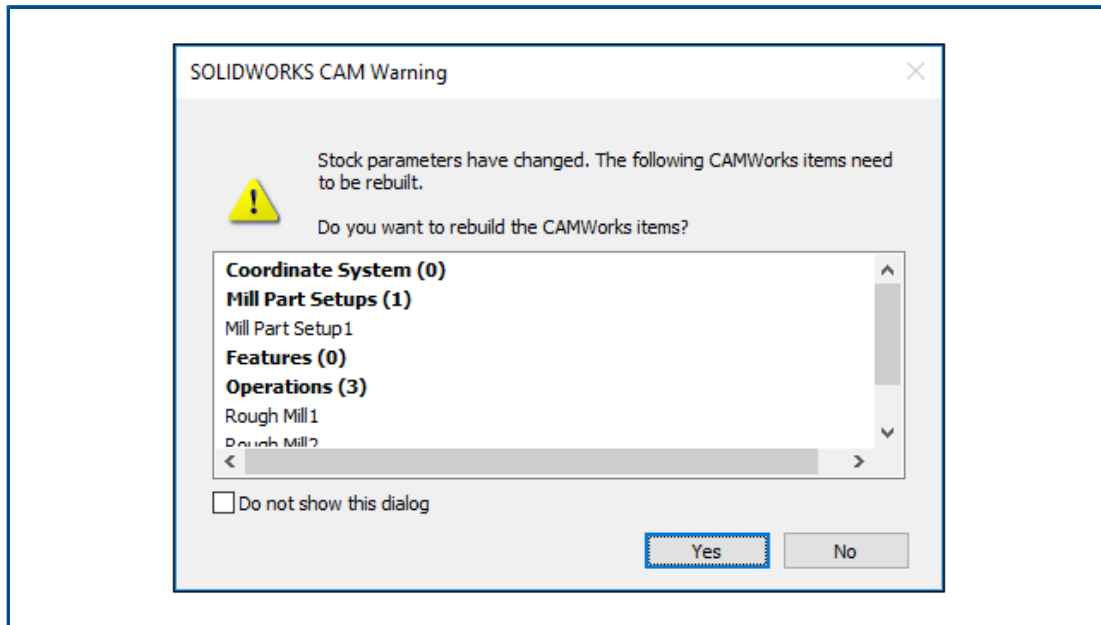 SOLIDWORKS CAM Warning
Stock parameters have changed. The following CAMWorks items need
to be rebuilt.
Do you want to rebuild the CAMWorks items?
Coordinate System (0)
Mill Part Setups (1)
Mill Part Setup1
Features (0)
Operations (3)
Rough Mill1
Rough Mill2
Do not show this dialog
Yes
No